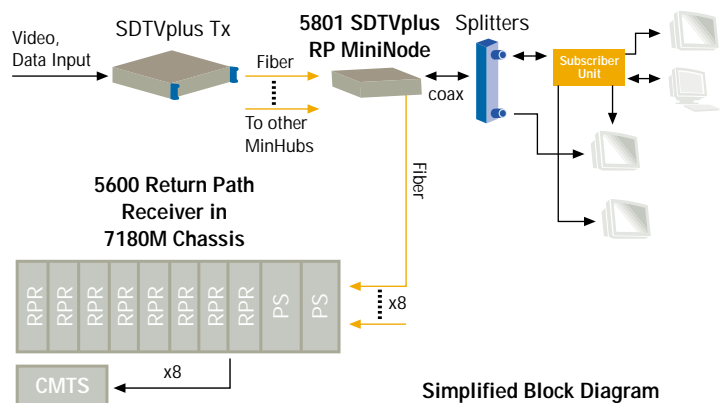 Video,
Data Input
SDTVplus Tx
Fiber
To other
MinHubs
5801 SDTVplus
RP MiniNode
coax
Splitters
Subscriber
Unit
Fiber
5600 Return Path
Receiver in
7180M Chassis
RPR
RPR
RPR
RPR
RPR
RPR
RPR
RPR
PS
PS
x8
x8
CMTS
Simplified Block Diagram